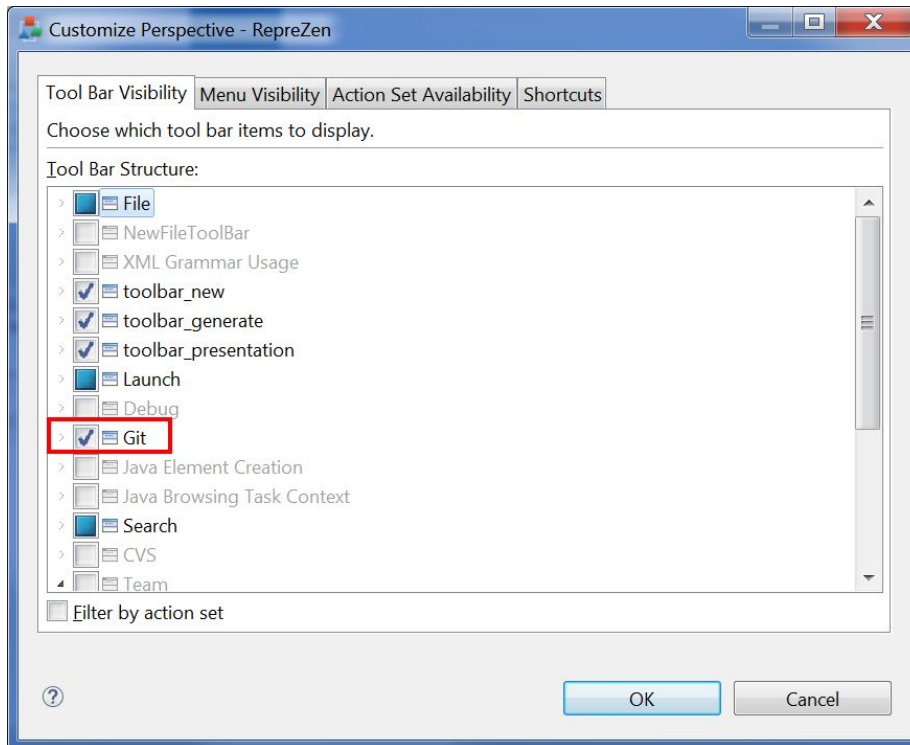 Customize Perspective - RepreZen
Tool Bar Visibility Menu Visibility Action Set Availability Shortcuts
Choose which tool bar items to display.
Tool Bar Structure:
File
NewFileToolBar
XML Grammar Usage
toolbar_new
toolbar_generate
toolbar_presentation
Launch
Debug
Git
Java Element Creation
Java Browsing Task Context
Search
CVS
Team
Filter by action set
? OK Cancel